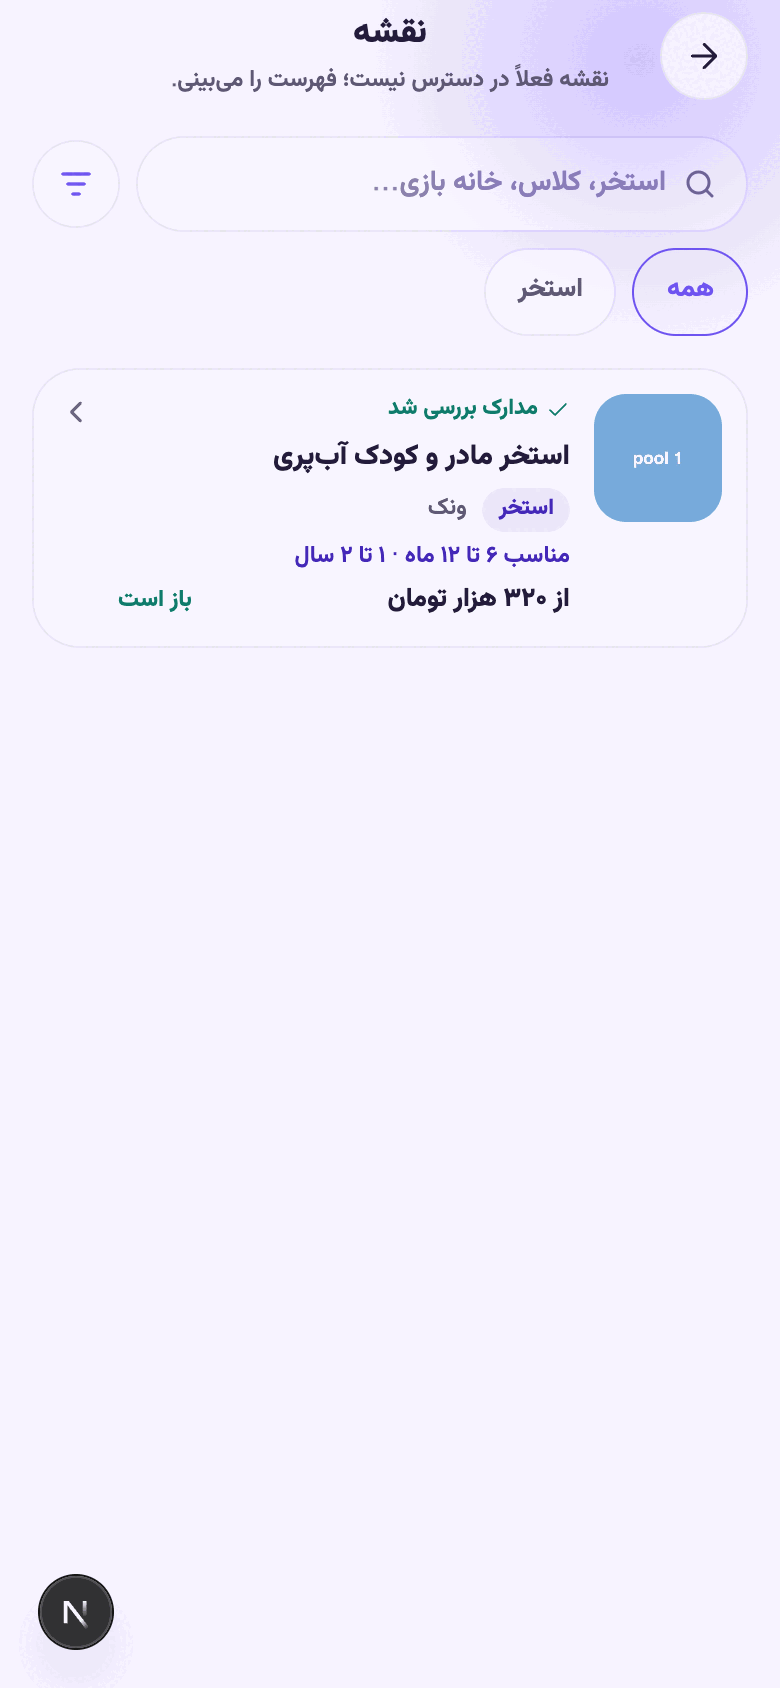 نقشه
نقشه فعلاً در دسترس نیست؛ فهرست را می‌بینی.
استخر، کلاس، خانه بازی...
همه
استخر
pool 1
مدارک بررسی شد
استخر مادر و کودک آب‌پری
استخر ونک
مناسب ۶ تا ۱۲ ماه · ۱ تا ۲ سال
از ۳۲۰ هزار تومان
باز است
N